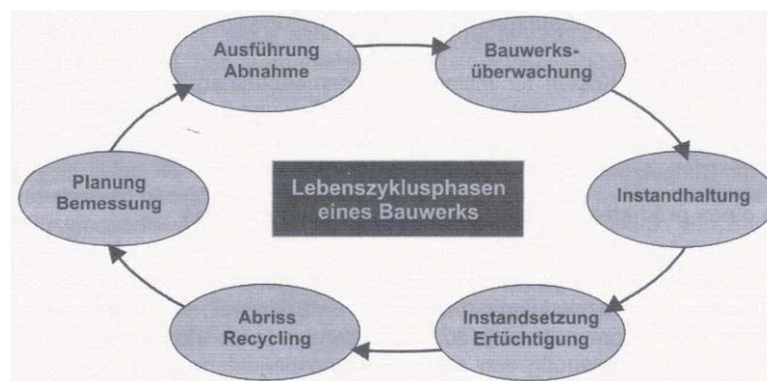 Ausführung
Abnahme
Bauwerks-
überwachung
Planung
Bemessung
Lebenszyklusphasen
eines Bauwerks
Instandhaltung
Abriss
Recycling
Instandsetzung
Ertüchtigung